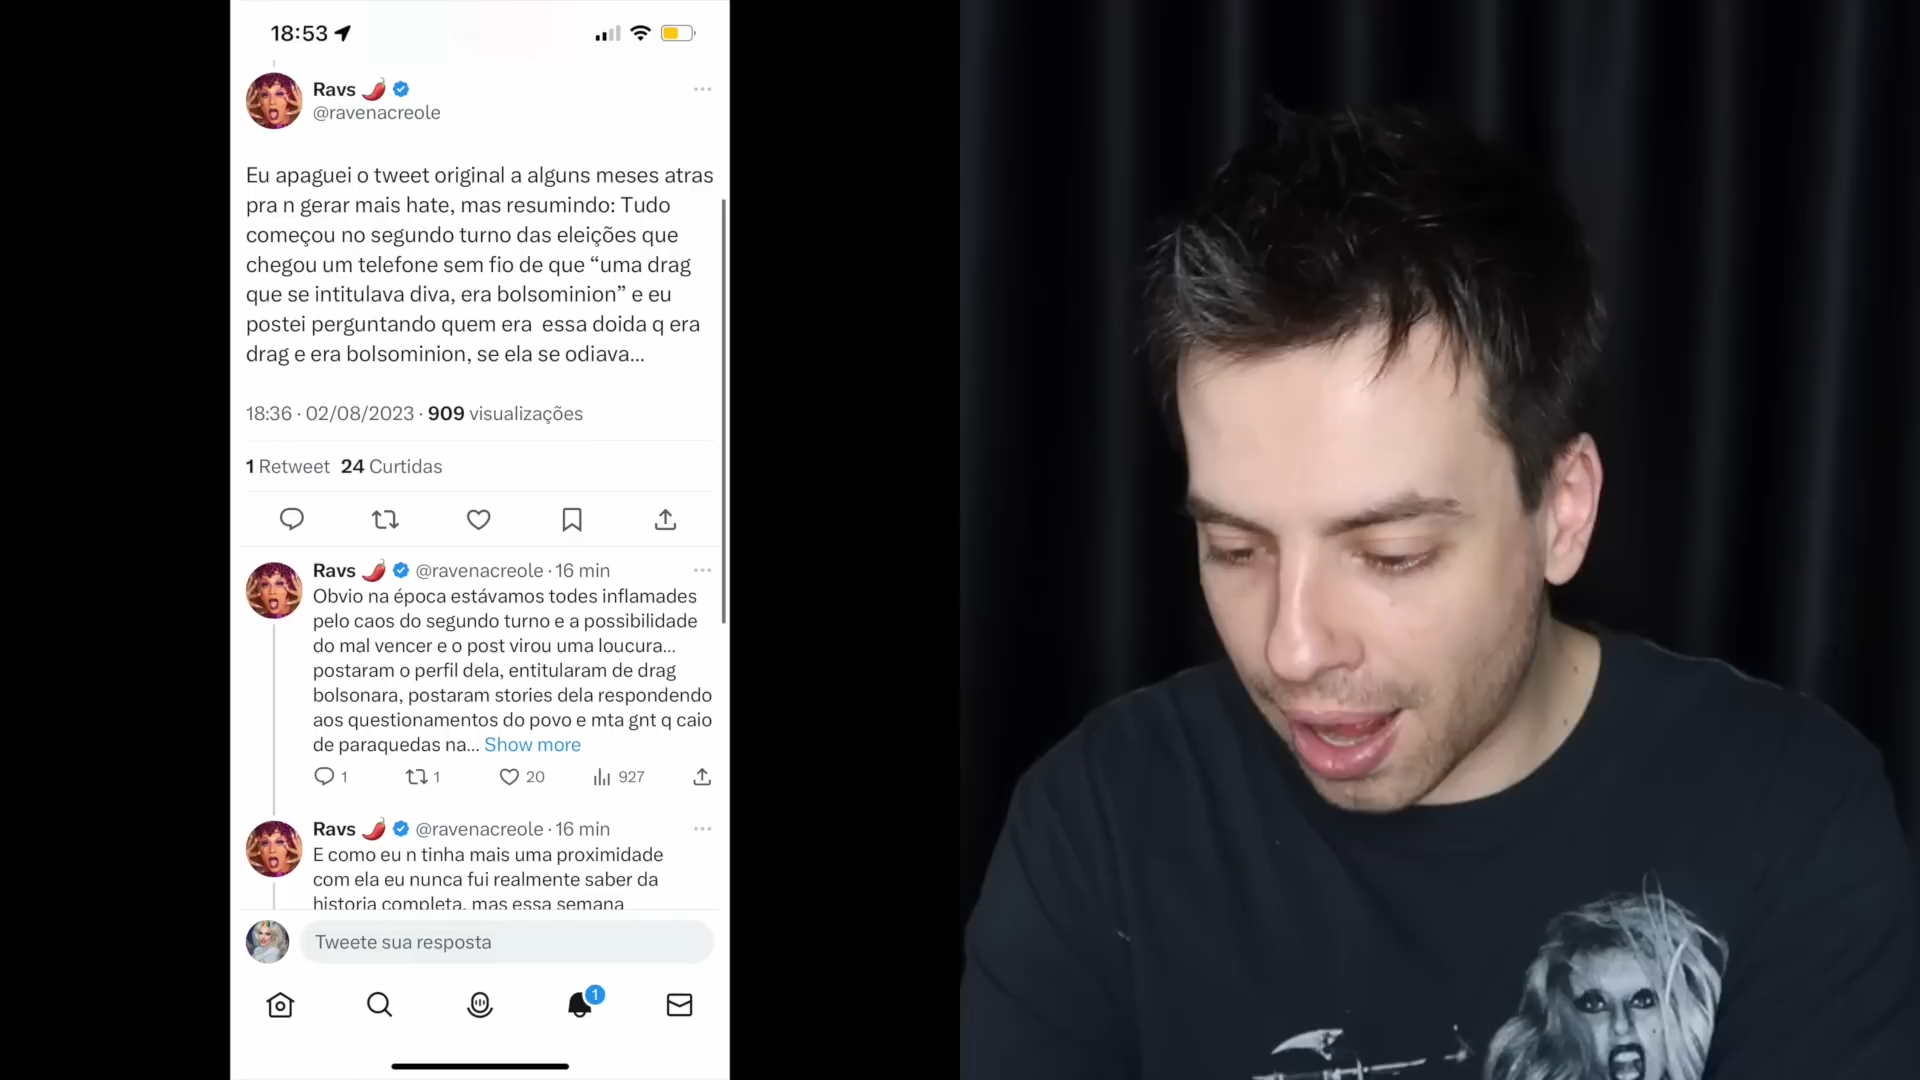 18:53
Ravs
@ravenacreole
Eu apaguei o tweet original a alguns meses atras
pra n gerar mais hate, mas resumindo: Tudo
começou no segundo turno das eleições que
chegou um telefone sem fio de que “uma drag
que se intitulava diva, era bolsominion” e eu
postei perguntando quem era essa doida q era
drag e era bolsominion, se ela se odiava...
18:36 · 02/08/2023 · 909 visualizações
1 Retweet 24 Curtidas
Ravs @ravenacreole · 16 min
Obvio na época estávamos todes inflamades
pelo caos do segundo turno e a possibilidade
do mal vencer e o post virou uma loucura...
postaram o perfil dela, entitularam de drag
bolsonara, postaram stories dela respondendo
aos questionamentos do povo e mta gnt q caio
de paraquedas na... Show more
1 1 20 927
Ravs @ravenacreole · 16 min
E como eu n tinha mais uma proximidade
com ela eu nunca fui realmente saber da
historia completa, mas essa semana
Tweete sua resposta
1